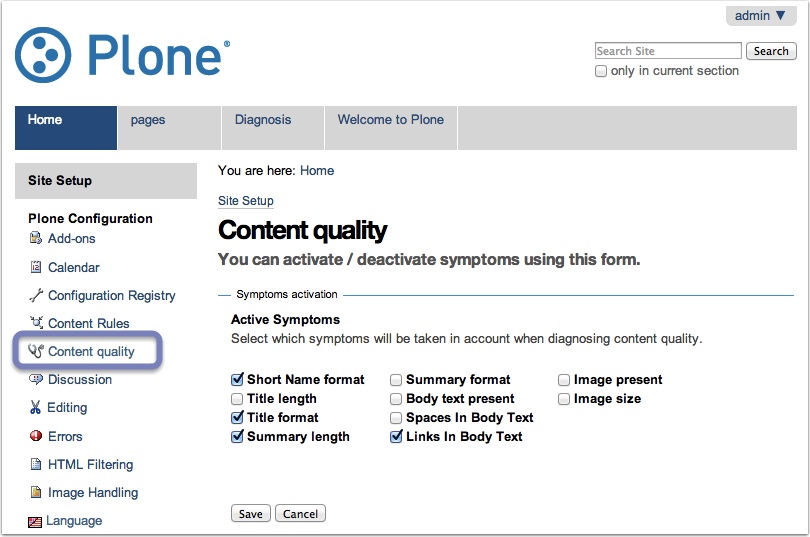 admin ▼
Plone®
Search Site
Search
only in current section
Home
pages
Diagnosis
Welcome to Plone
Site Setup
You are here: Home
Plone Configuration
Add-ons
Calendar
Configuration Registry
Content Rules
Content quality
Discussion
Editing
Errors
HTML Filtering
Image Handling
Language
Site Setup
Content quality
You can activate / deactivate symptoms using this form.
Symptoms activation
Active Symptoms
Select which symptoms will be taken in account when diagnosing content quality.
Short Name format
Summary format
Image present
Title length
Body text present
Image size
Title format
Spaces In Body Text
Summary length
Links In Body Text
Save
Cancel